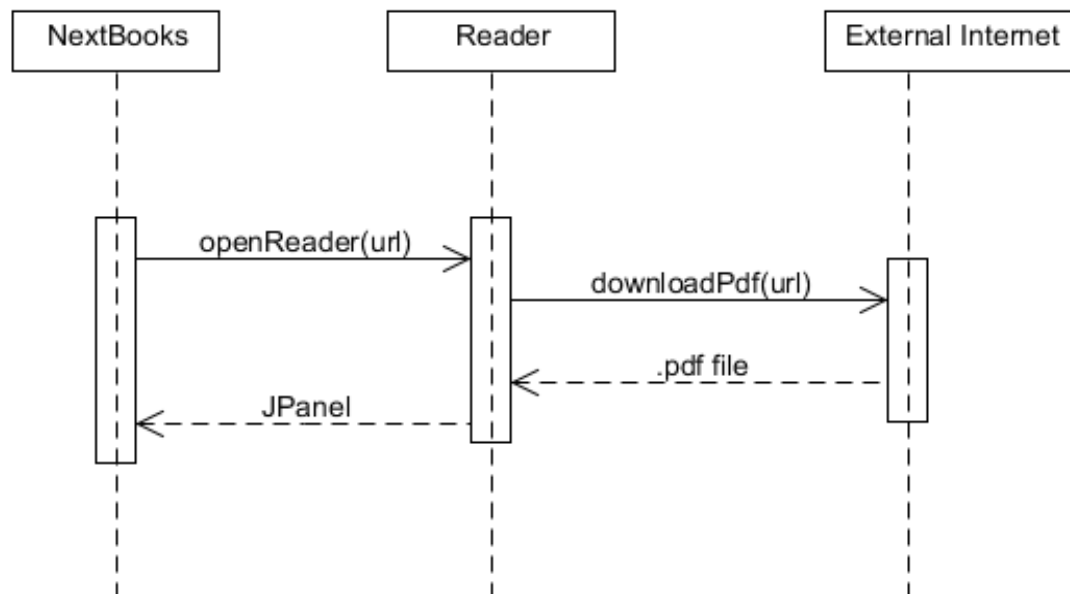 NextBooks
Reader
External Internet
openReader(url)
downloadPdf(url)
.pdf file
JPanel